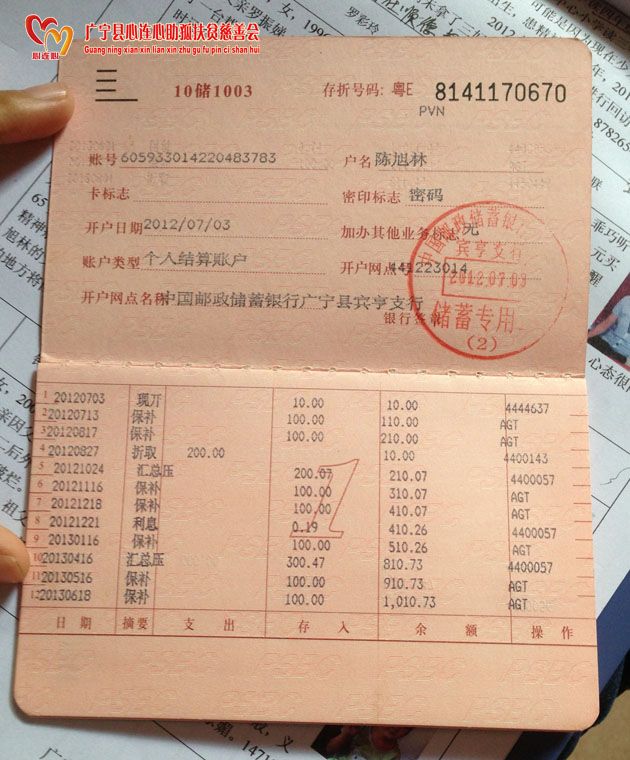 广宁县心连心助孤扶贫慈善会
Guang ning xian xin lian xin zhu gu fu pin ci shan hui
心连心
10储1003
存折号码: 粤E 8141170670
PVN
账号 605933014220483783
户名 陈旭林
卡标志
密印标志 密码
开户日期 2012/07/03
加办其他业务标志 无
账户类型 个人结算账户
开户网点号 441223014
开户网点名称 中国邮政储蓄银行广宁县宾亨支行
银行签章
中国邮政储蓄银行
宾亨支行
2012.07.03
储蓄专用
(2)
1 20120703 现开 10.00 10.00 4444637
2 20120713 保补 100.00 110.00 AGT
3 20120817 保补 100.00 210.00 AGT
4 20120827 折取 200.00 10.00 4400143
5 20121024 汇总压 200.07 210.07 4400057
6 20121116 保补 100.00 310.07 AGT
7 20121218 保补 100.00 410.07 AGT
8 20121221 利息 0.19 410.26 4400057
9 20130116 保补 100.00 510.26 AGT
10 20130416 汇总压 300.47 810.73 4400057
11 20130516 保补 100.00 910.73 AGT
12 20130618 保补 100.00 1,010.73 AGT
1
日期 摘要 支出 存入 余额 操作